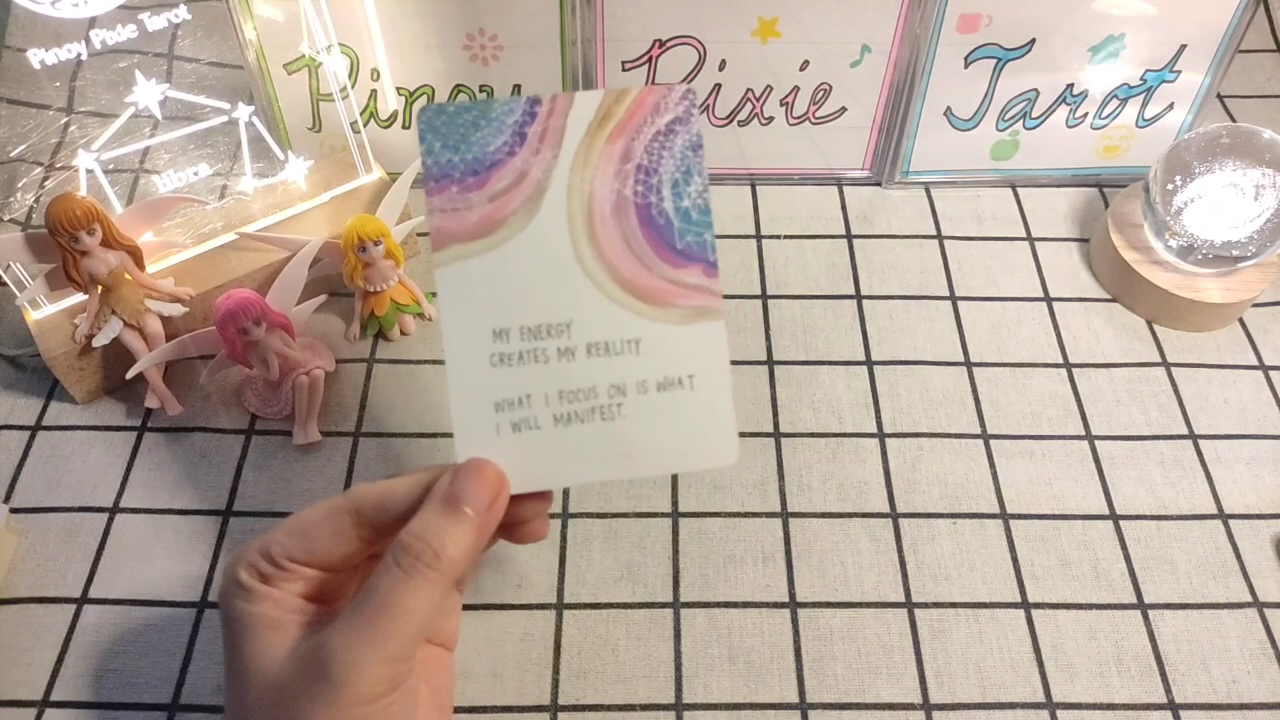 Pinoy Pixie Tarot
Libra
Pinoy
Pixie
Tarot
MY ENERGY
CREATES MY REALITY.
WHAT I FOCUS ON IS WHAT
I WILL MANIFEST.